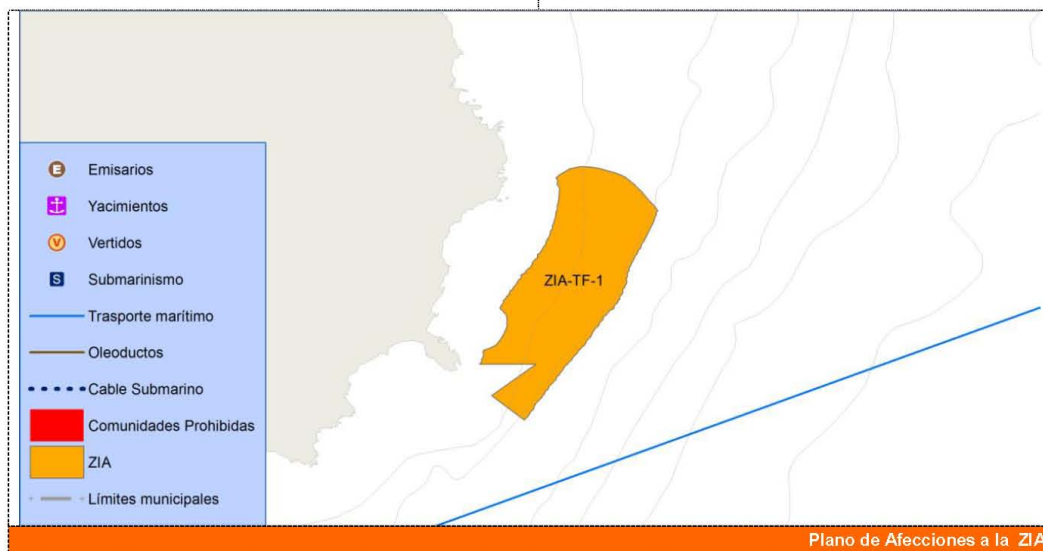 ZIA-TF-1
E Emisarios
Yacimientos
V Vertidos
S Submarinismo
Trasporte marítimo
Oleoductos
Cable Submarino
Comunidades Prohibidas
ZIA
Límites municipales
Plano de Afecciones a la ZIA